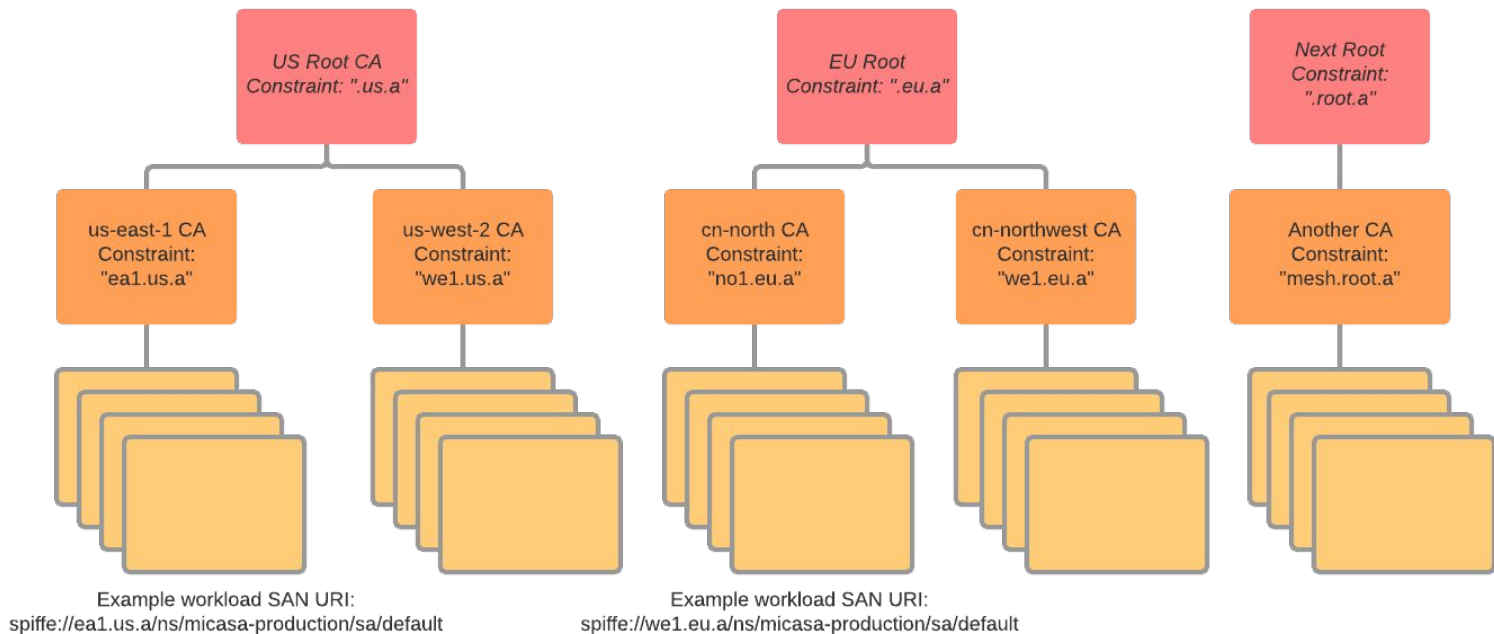 US Root CA
Constraint: ".us.a"
EU Root
Constraint: ".eu.a"
Next Root
Constraint:
".root.a"
us-east-1 CA
Constraint:
"ea1.us.a"
us-west-2 CA
Constraint:
"we1.us.a"
cn-north CA
Constraint:
"no1.eu.a"
cn-northwest CA
Constraint:
"we1.eu.a"
Another CA
Constraint:
"mesh.root.a"
Example workload SAN URI:
spiffe://ea1.us.a/ns/micasa-production/sa/default
Example workload SAN URI:
spiffe://we1.eu.a/ns/micasa-production/sa/default